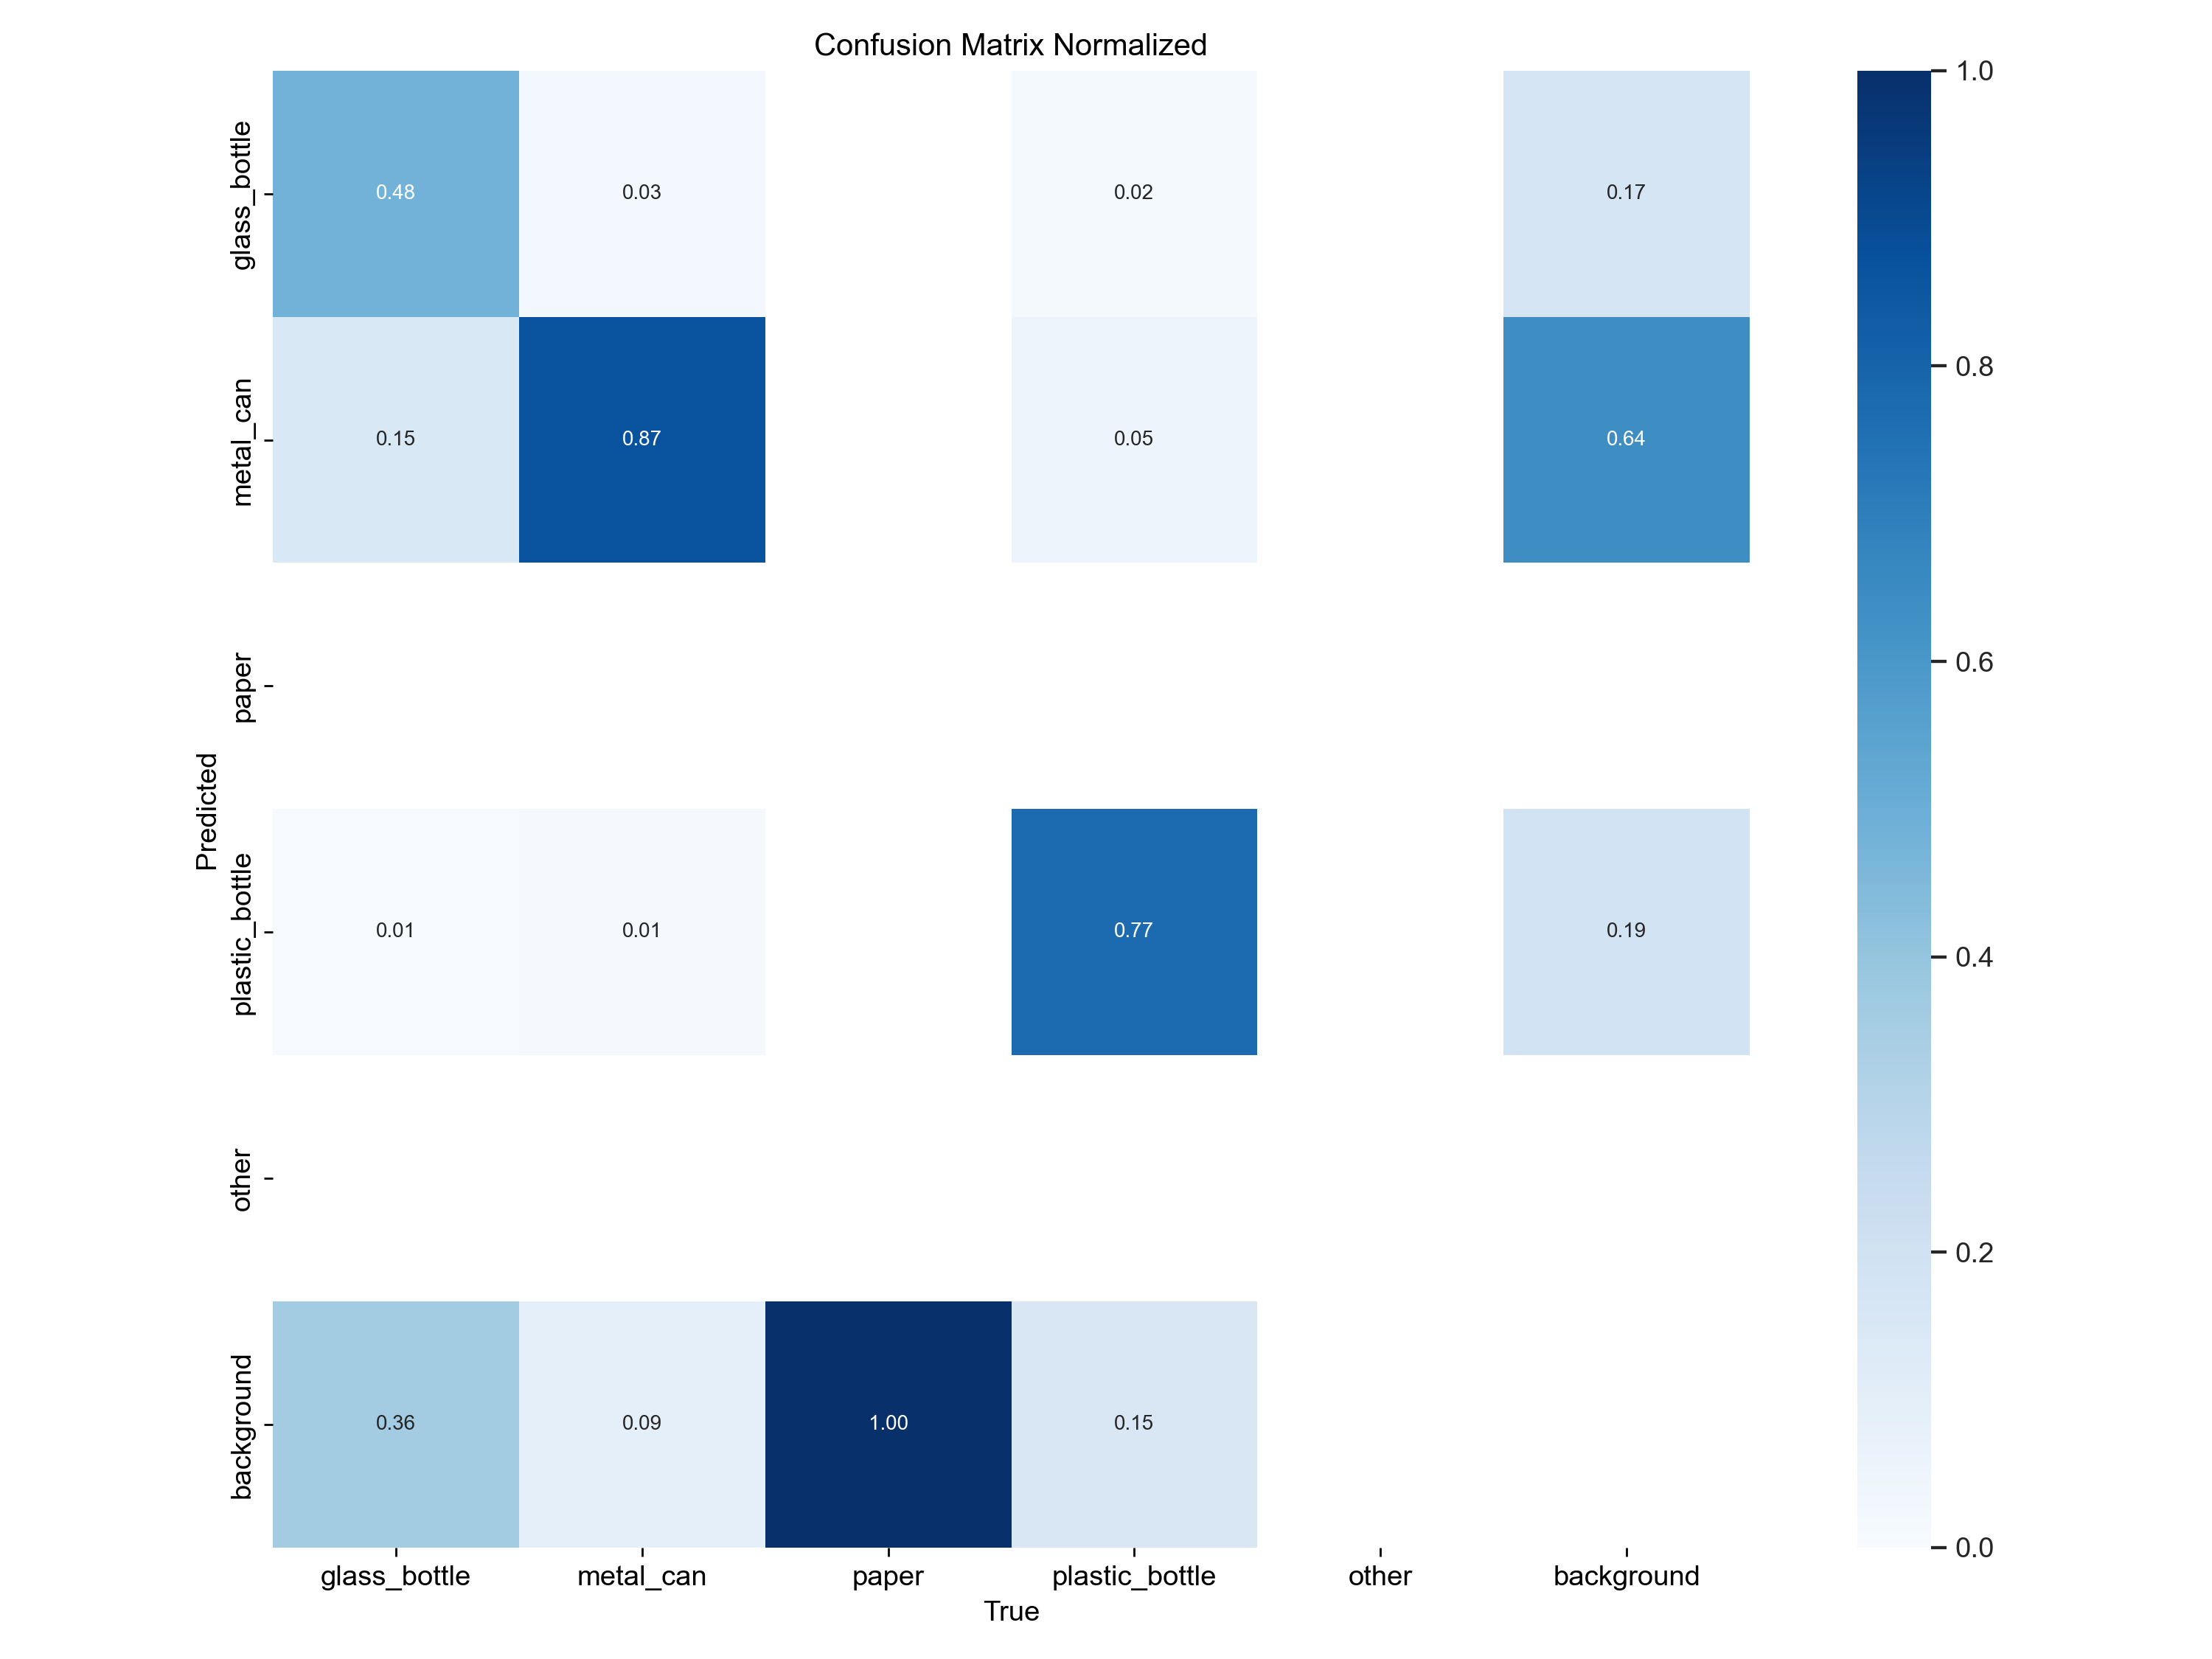 Confusion Matrix Normalized
glass_bottle
0.48
0.03
0.02
0.17
metal_can
0.15
0.87
0.05
0.64
paper
Predicted
plastic_bottle
0.01
0.01
0.77
0.19
other
background
0.36
0.09
1.00
0.15
glass_bottle
metal_can
paper
plastic_bottle
other
background
True
1.0
0.8
0.6
0.4
0.2
0.0